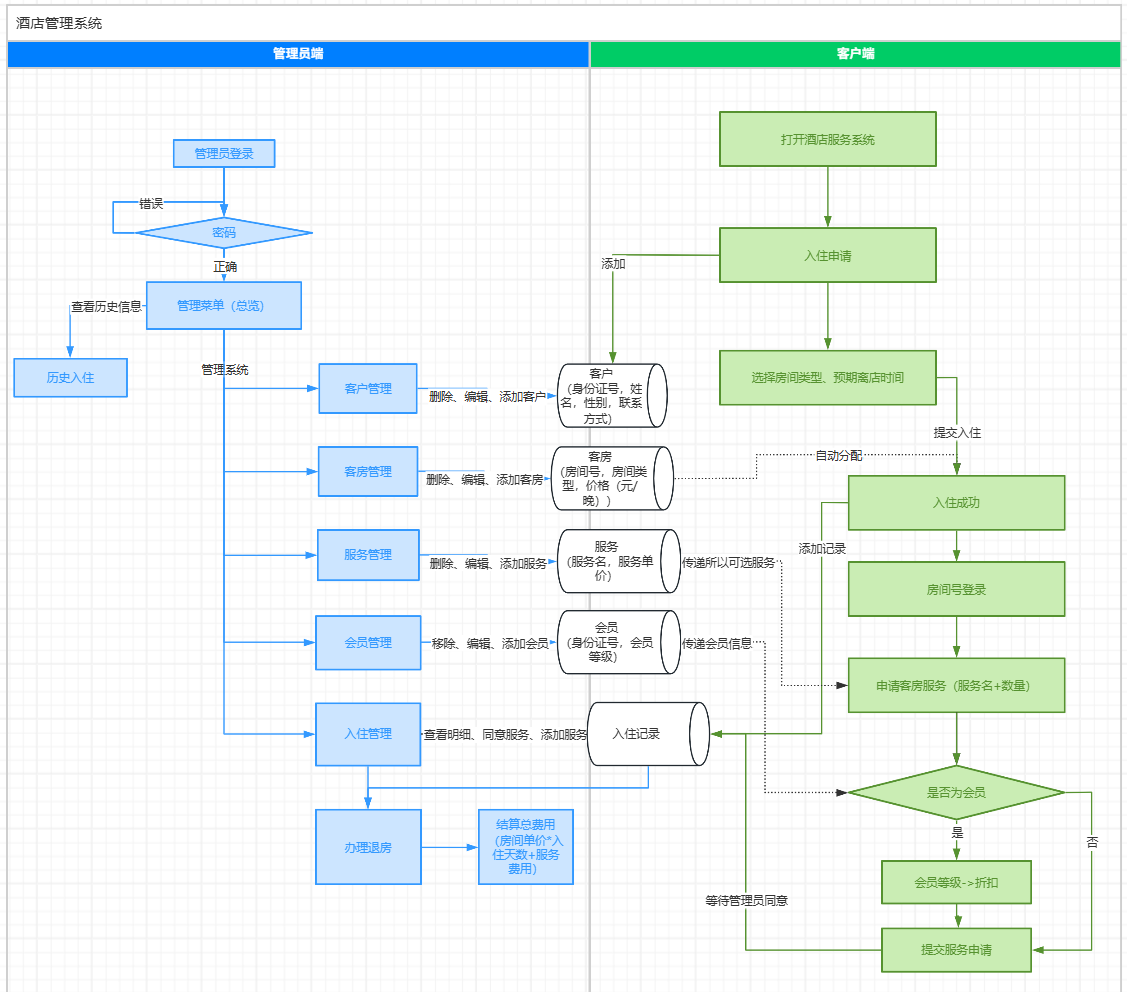 酒店管理系统
管理员端
客户端
管理员登录
错误
密码
正确
管理菜单（总览）
查看历史信息
历史入住
管理系统
客户管理
删除、编辑、添加客户
客户
（身份证号，姓
名，性别，联系
方式）
客房管理
删除、编辑、添加客房
客房
（房间号，房间类
型，价格（元/
晚））
服务管理
删除、编辑、添加服务
服务
（服务名，服务单
价）
传递所以可选服务
会员管理
移除、编辑、添加会员
会员
（身份证号，会员
等级）
传递会员信息
入住管理
查看明细、同意服务、添加服务
入住记录
办理退房
结算总费用
（房间单价*入
住天数+服务
费用）
打开酒店服务系统
入住申请
添加
选择房间类型、预期离店时间
提交入住
自动分配
入住成功
添加记录
房间号登录
申请客房服务（服务名+数量）
是否为会员
是
否
会员等级->折扣
等待管理员同意
提交服务申请